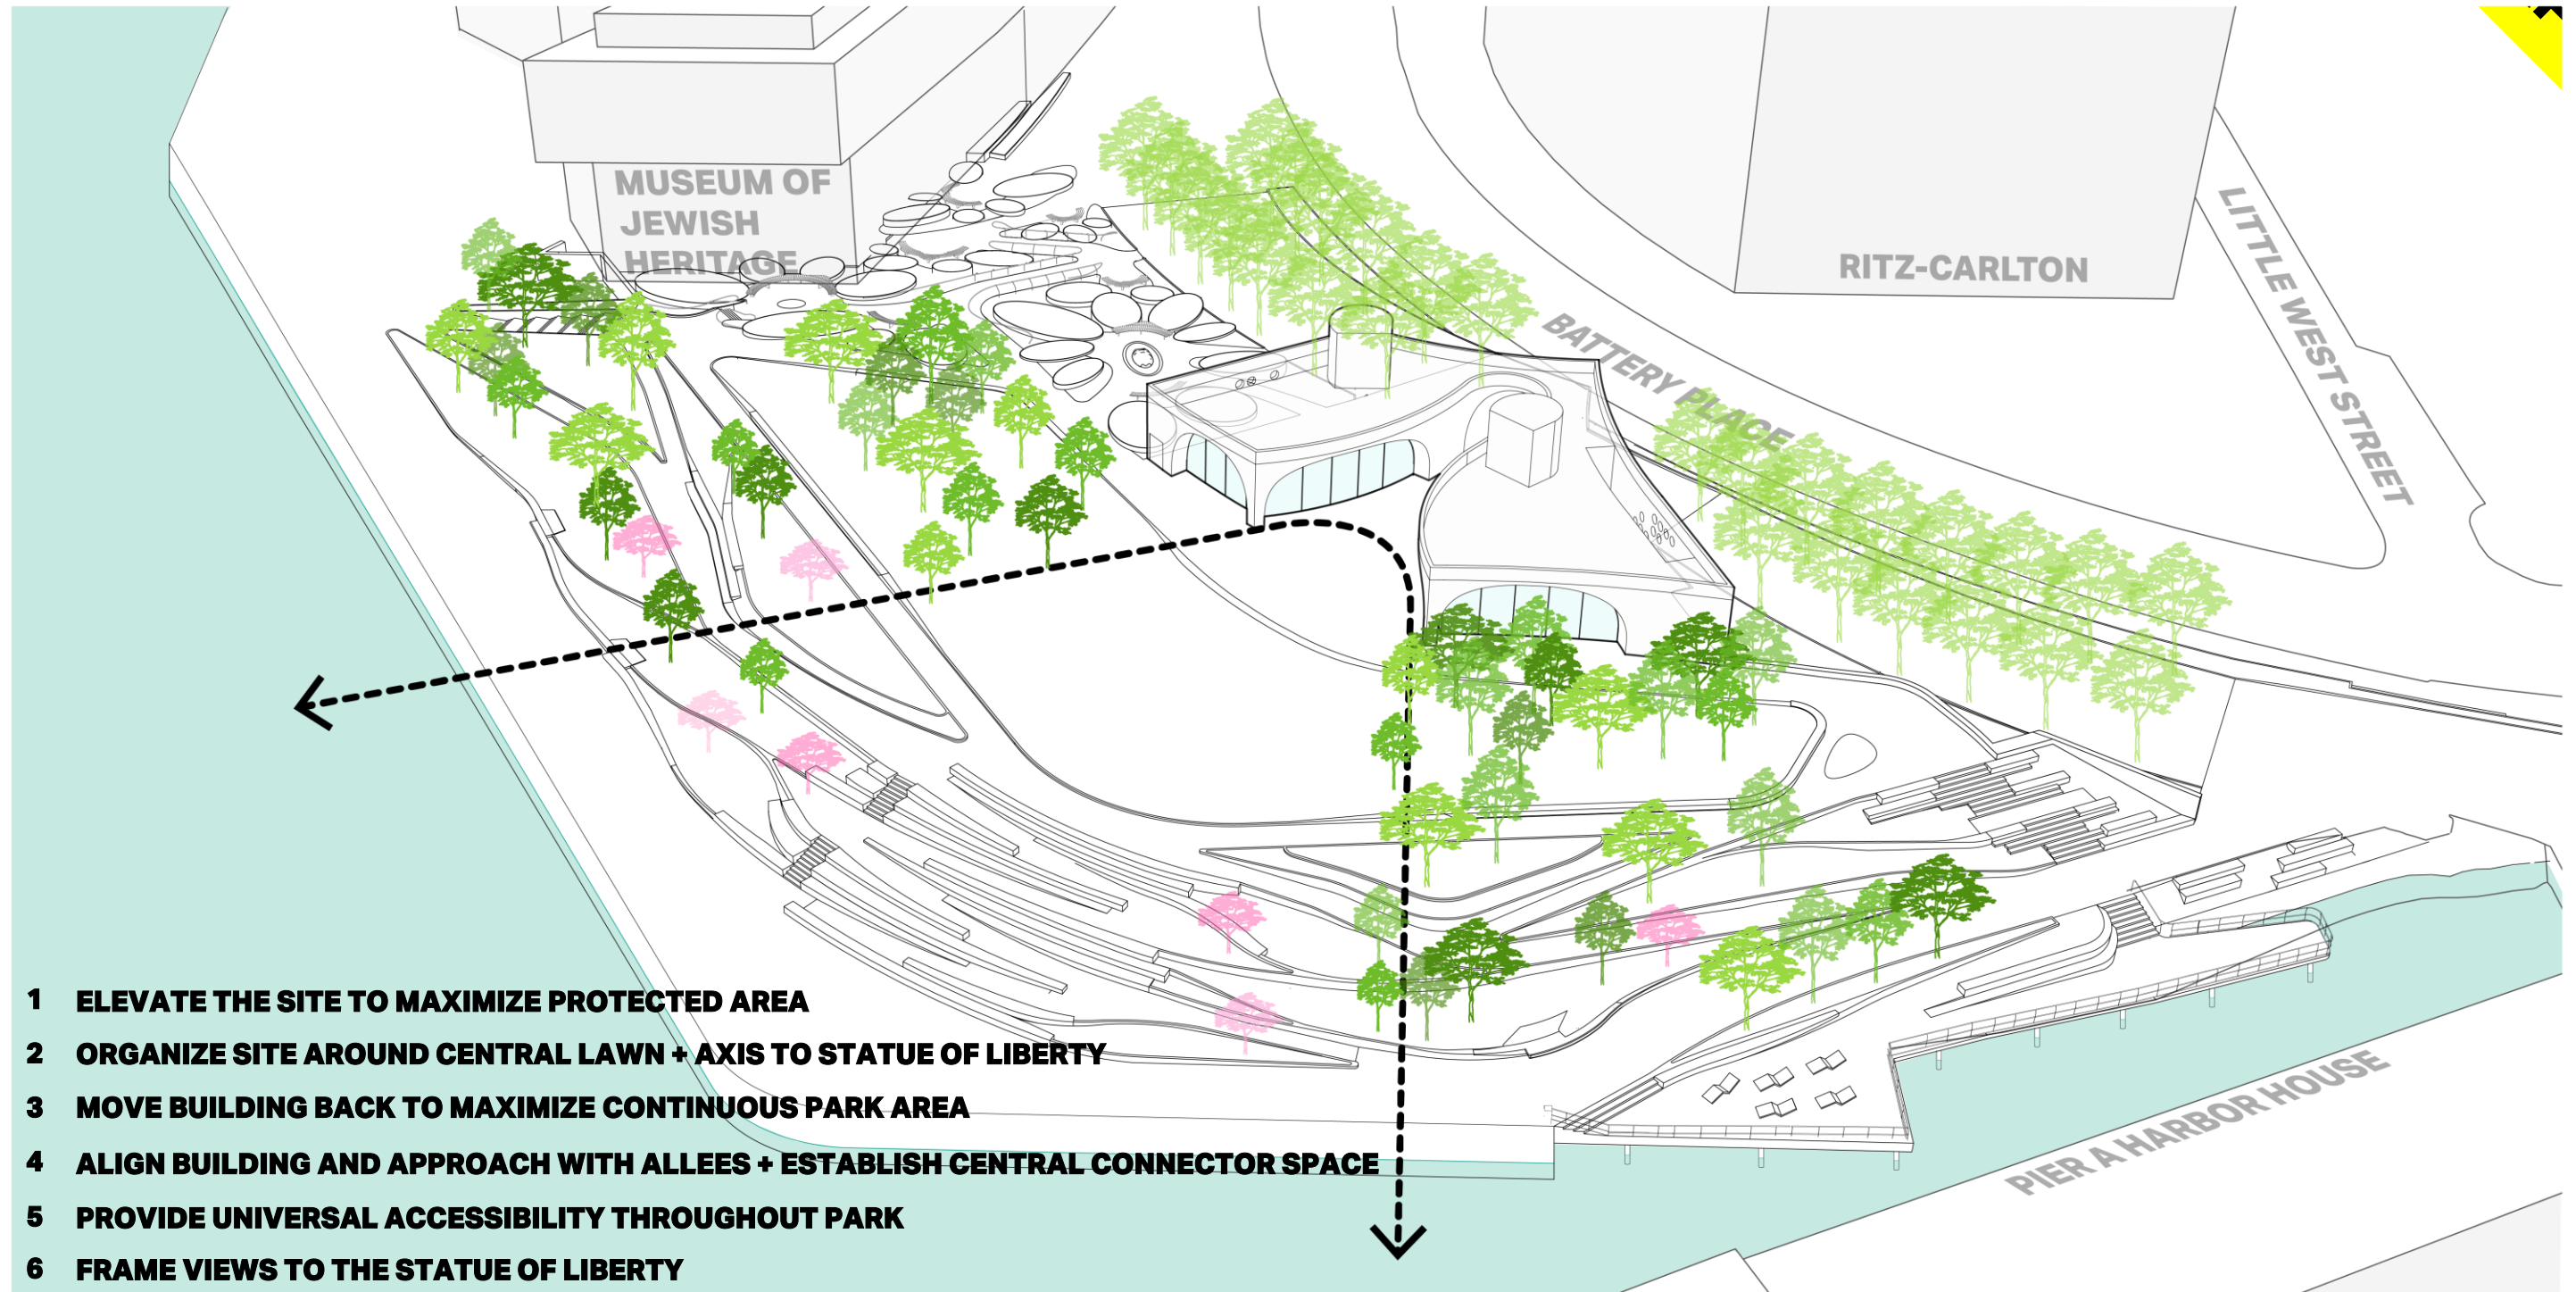 MUSEUM OF
JEWISH
HERITAGE
RITZ-CARLTON
LITTLE WEST STREET
BATTERY PLACE
PIER A HARBOR HOUSE
1 ELEVATE THE SITE TO MAXIMIZE PROTECTED AREA
2 ORGANIZE SITE AROUND CENTRAL LAWN + AXIS TO STATUE OF LIBERTY
3 MOVE BUILDING BACK TO MAXIMIZE CONTINUOUS PARK AREA
4 ALIGN BUILDING AND APPROACH WITH ALLEES + ESTABLISH CENTRAL CONNECTOR SPACE
5 PROVIDE UNIVERSAL ACCESSIBILITY THROUGHOUT PARK
6 FRAME VIEWS TO THE STATUE OF LIBERTY